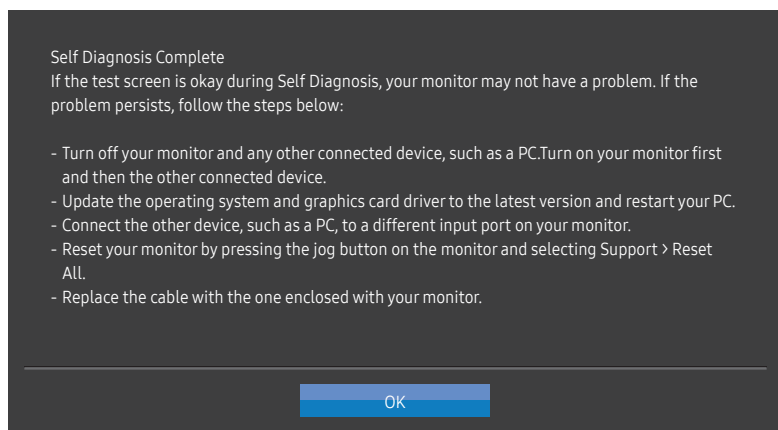 Self Diagnosis Complete
If the test screen is okay during Self Diagnosis, your monitor may not have a problem. If the
problem persists, follow the steps below:
- Turn off your monitor and any other connected device, such as a PC.Turn on your monitor first
and then the other connected device.
- Update the operating system and graphics card driver to the latest version and restart your PC.
- Connect the other device, such as a PC, to a different input port on your monitor.
- Reset your monitor by pressing the jog button on the monitor and selecting Support > Reset
All.
- Replace the cable with the one enclosed with your monitor.
OK